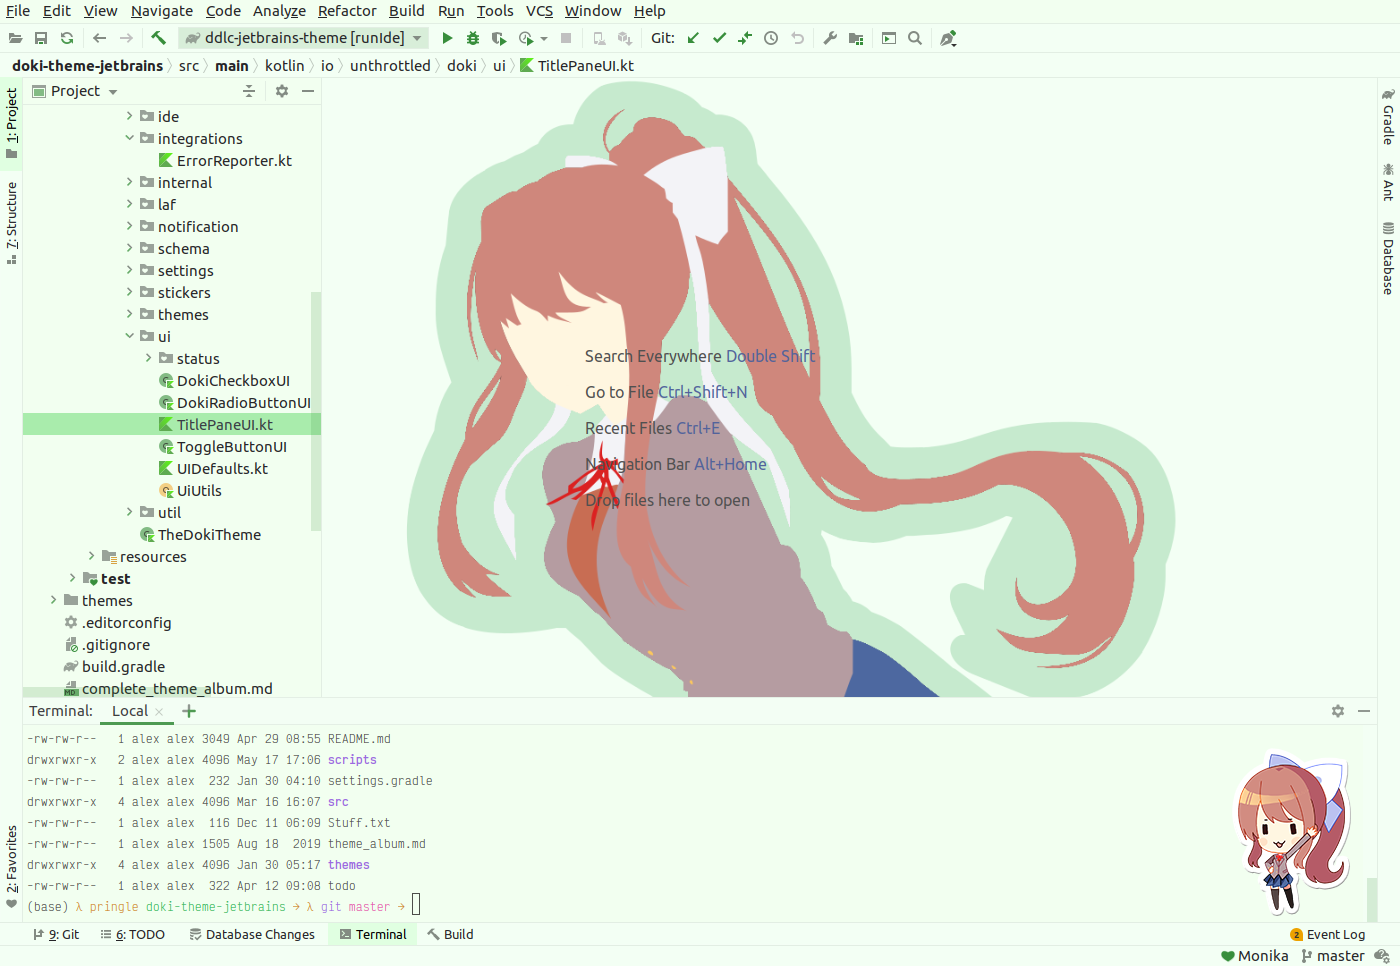 File Edit View Navigate Code Analyze Refactor Build Run Tools VCS Window Help
ddlc-jetbrains-theme [runIde] Git:
doki-theme-jetbrains src main kotlin io unthrottled doki ui TitlePaneUI.kt
1: Project
7: Structure
2: Favorites
Project
ide
integrations
ErrorReporter.kt
internal
laf
notification
schema
settings
stickers
themes
ui
status
DokiCheckboxUI
DokiRadioButtonUI
TitlePaneUI.kt
ToggleButtonUI
UIDefaults.kt
UiUtils
util
TheDokiTheme
resources
test
themes
.editorconfig
.gitignore
build.gradle
MD complete_theme_album.md
Search Everywhere Double Shift
Go to File Ctrl+Shift+N
Recent Files Ctrl+E
Navigation Bar Alt+Home
Drop files here to open
Gradle
Ant
Database
Terminal: Local × +
-rw-rw-r-- 1 alex alex 3049 Apr 29 08:55 README.md
drwxrwxr-x 2 alex alex 4096 May 17 17:06 scripts
-rw-rw-r-- 1 alex alex 232 Jan 30 04:10 settings.gradle
drwxrwxr-x 4 alex alex 4096 Mar 16 16:07 src
-rw-rw-r-- 1 alex alex 116 Dec 11 06:09 Stuff.txt
-rw-rw-r-- 1 alex alex 1505 Aug 18 2019 theme_album.md
drwxrwxr-x 4 alex alex 4096 Jan 30 05:17 themes
-rw-rw-r-- 1 alex alex 322 Apr 12 09:08 todo
(base) λ pringle doki-theme-jetbrains → λ git master →
9: Git 6: TODO Database Changes Terminal Build 2 Event Log
Monika master